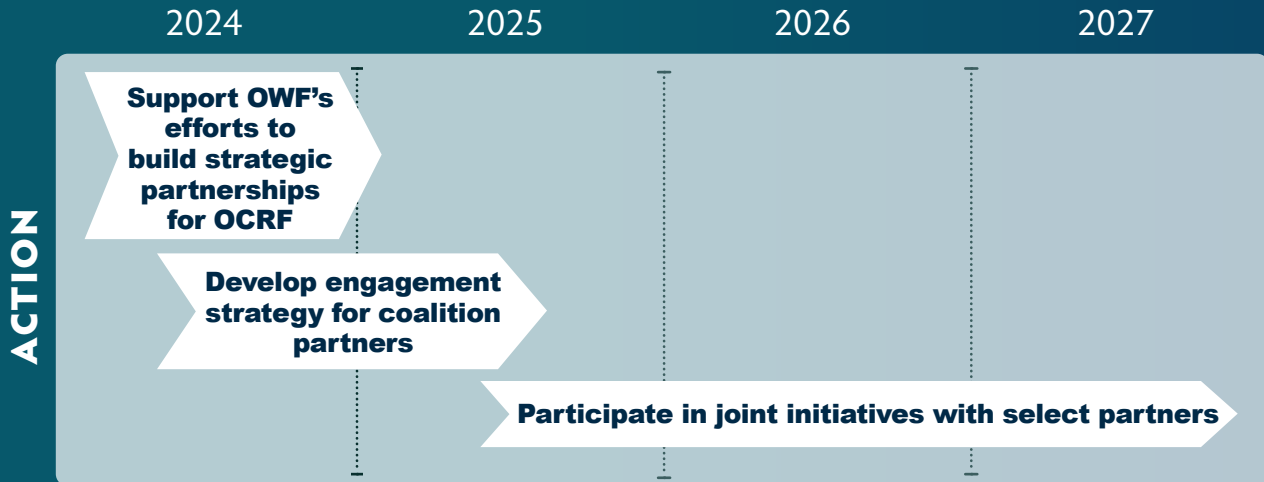 2024 2025 2026 2027
ACTION
Support OWF's
efforts to
build strategic
partnerships
for OCRF
Develop engagement
strategy for coalition
partners
Participate in joint initiatives with select partners